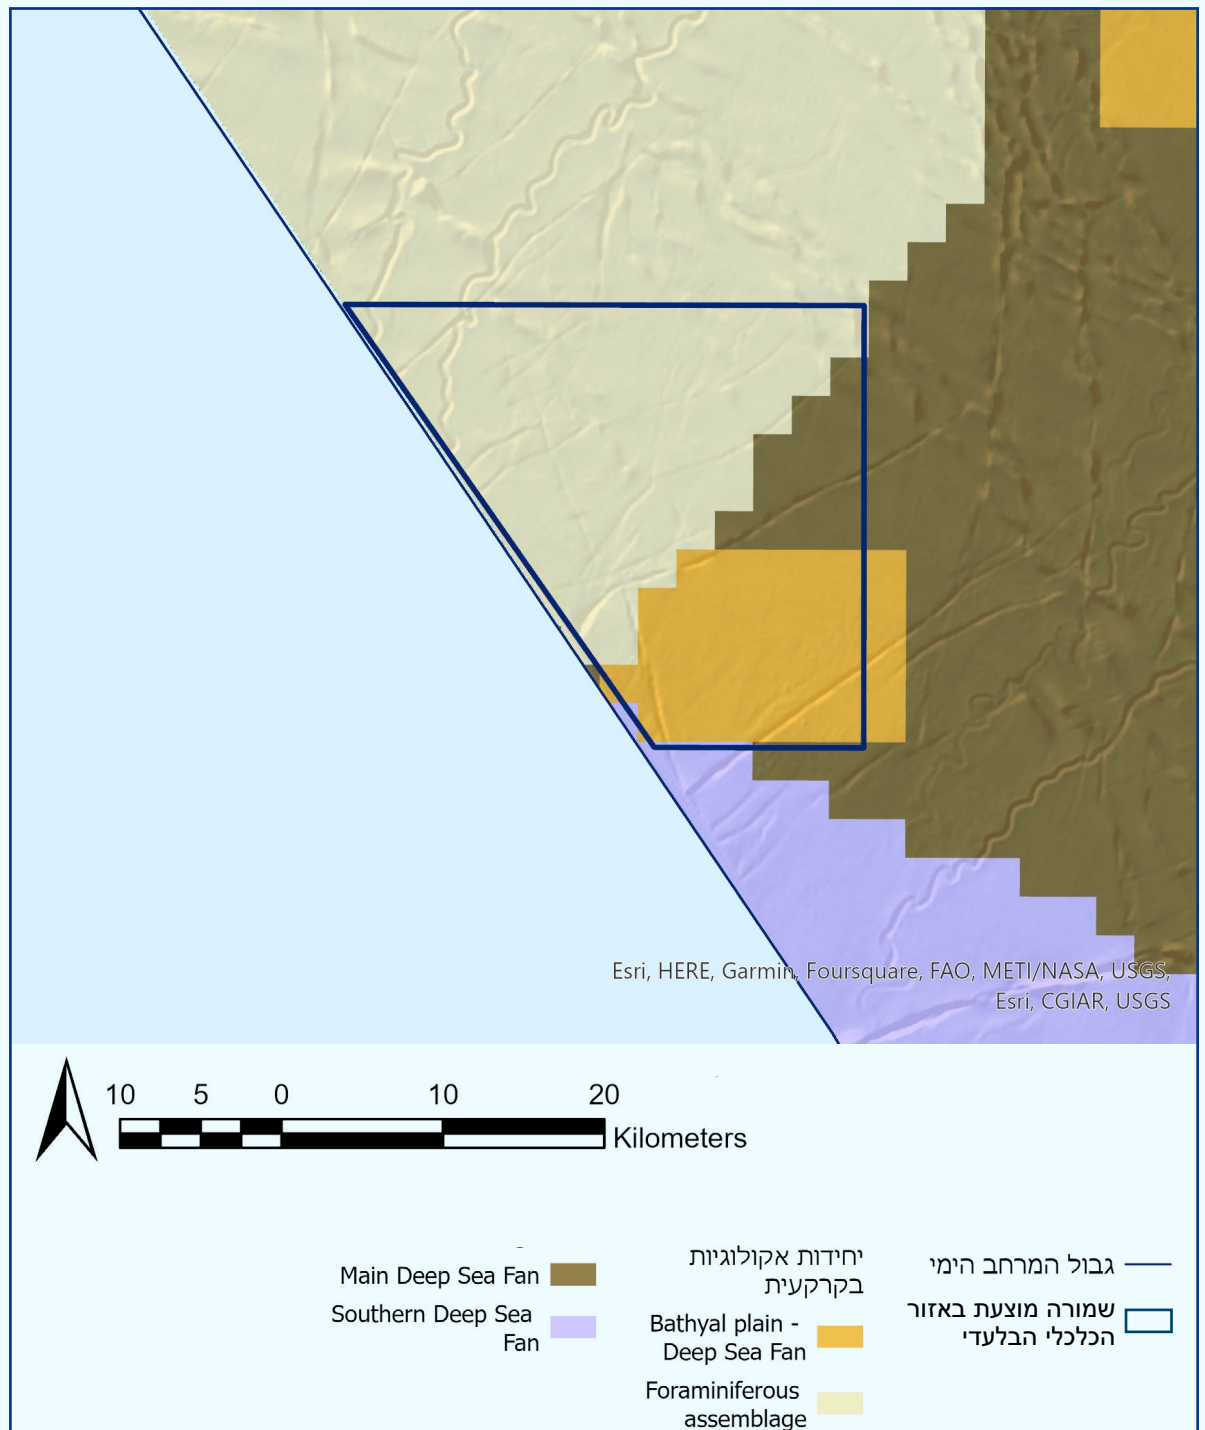 Esri, HERE, Garmin, Foursquare, FAO, METI/NASA, USGS,
Esri, CGIAR, USGS
10 5 0 10 20
Kilometers
גבול המרחב הימי
שמורה מוצעת באזור
הכלכלי הבלעדי
יחידות אקולוגיות
בקרקעית
Bathyal plain -
Deep Sea Fan
Foraminiferous
assemblage
Main Deep Sea Fan
Southern Deep Sea
Fan